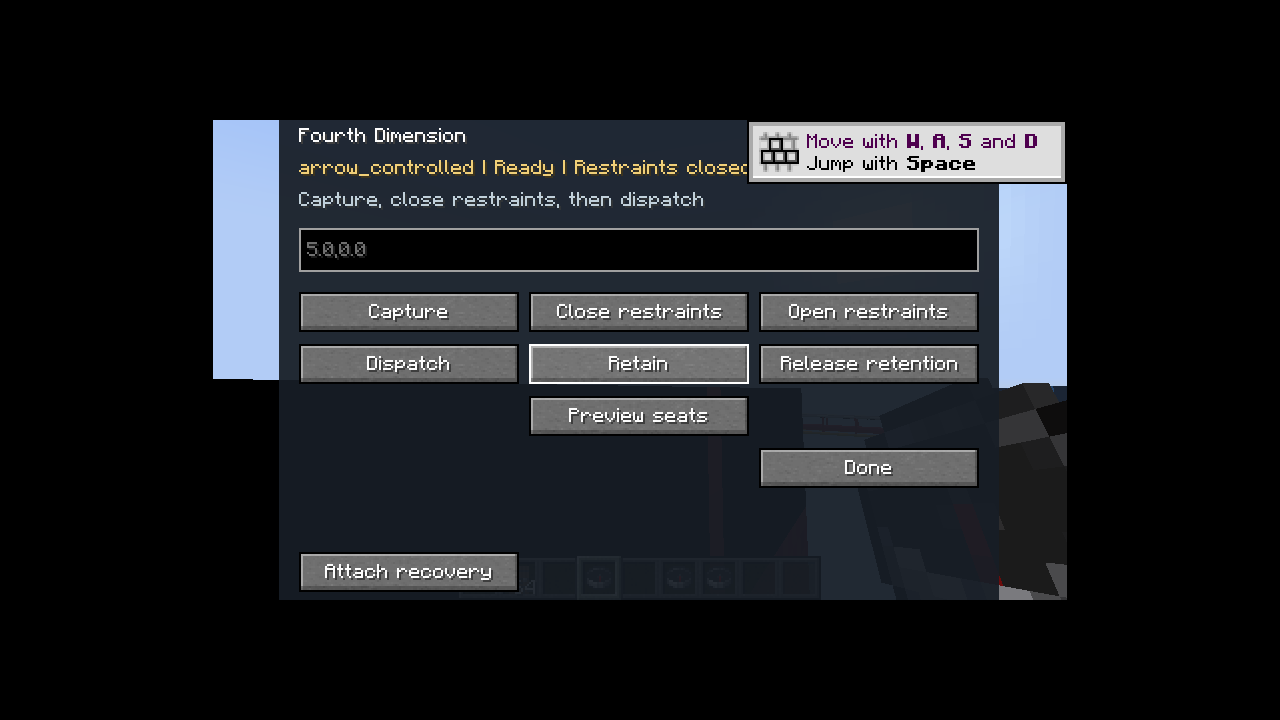 Fourth Dimension
Move with W, A, S and D
Jump with Space
arrow_controlled | Ready | Restraints closed
Capture, close restraints, then dispatch
5.0,0.0
Capture
Close restraints
Open restraints
Dispatch
Retain
Release retention
Preview seats
Done
Attach recovery
64